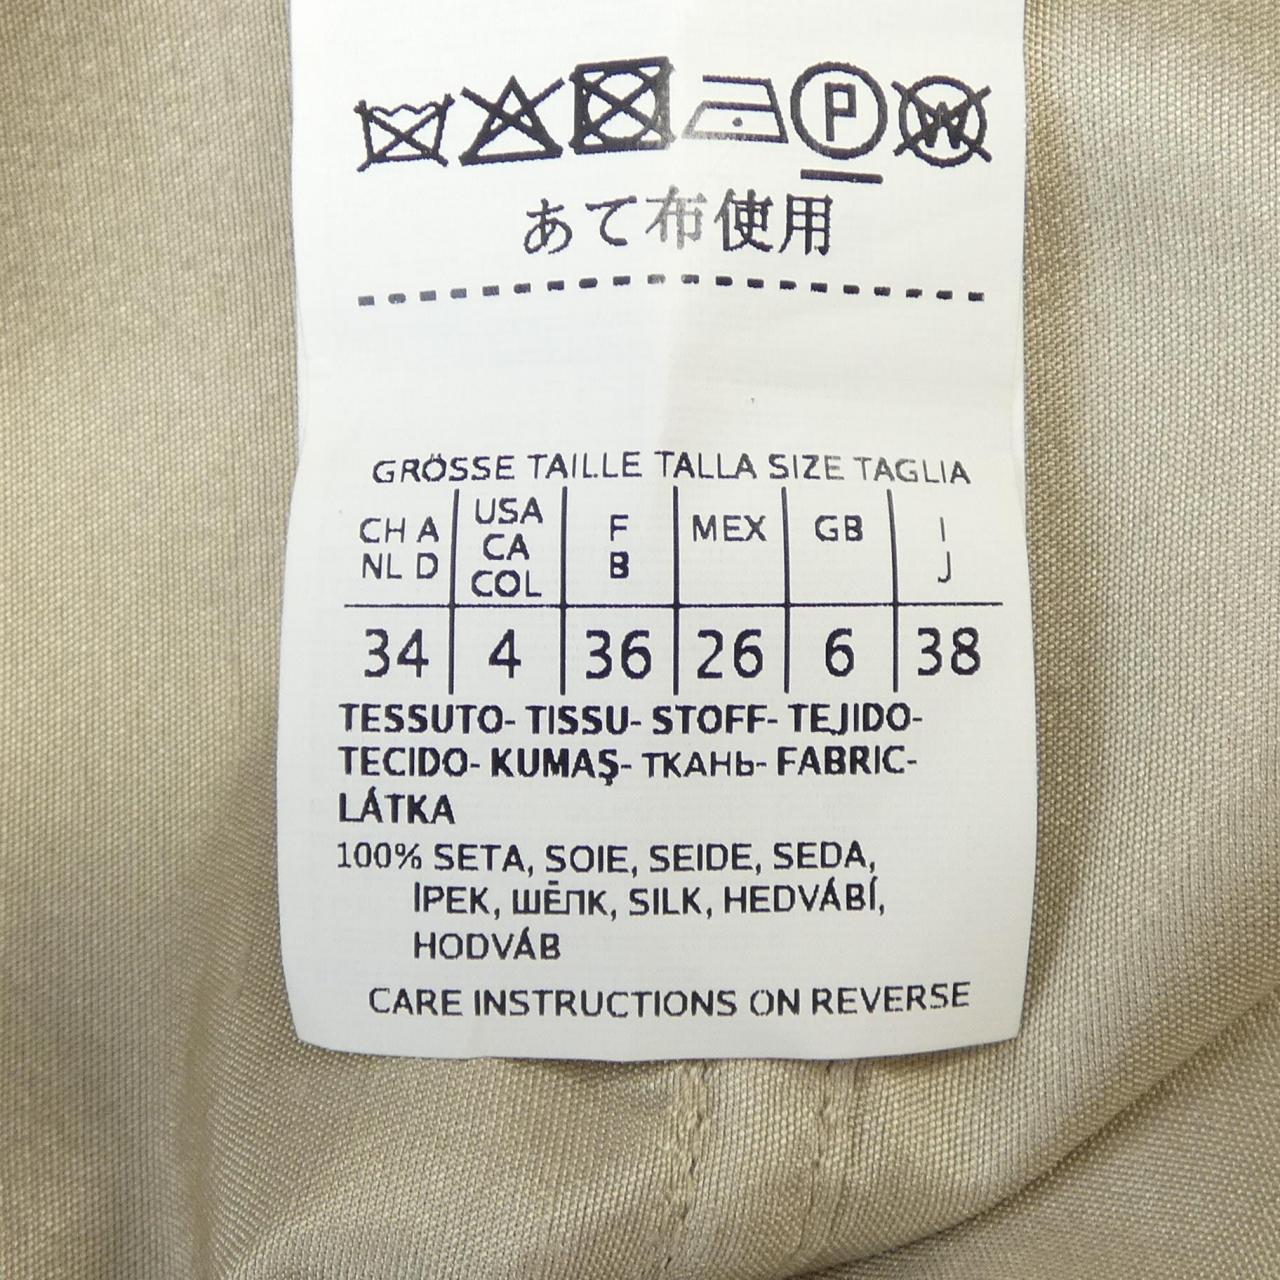 P W
あて布使用
GRÖSSE TAILLE TALLA SIZE TAGLIA
CH A NL D USA CA COL F B MEX GB I J
34 4 36 26 6 38
TESSUTO- TISSU- STOFF- TEJIDO-
TECIDO- KUMAŞ- ТКАНЬ- FABRIC-
LÁTKA
100% SETA, SOIE, SEIDE, SEDA,
İPEK, ШЁЛК, SILK, HEDVÁBÍ,
HODVÁB
CARE INSTRUCTIONS ON REVERSE